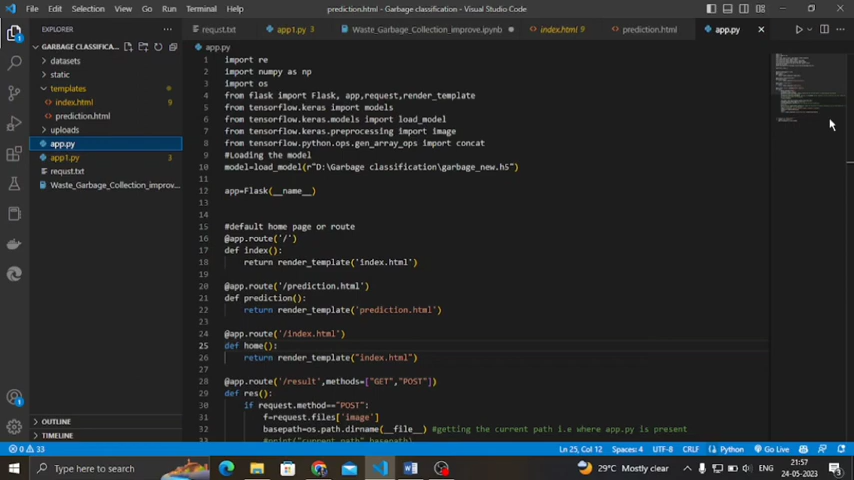 File Edit Selection View Go Run Terminal Help
prediction.html - Garbage classification - Visual Studio Code
EXPLORER
requst.txt
app1.py 3
Waste_Garbage_Collection_improve.ipynb
index.html 9
prediction.html
app.py
GARBAGE CLASSIFICA...
datasets
static
templates
index.html 9
prediction.html
uploads
app.py
app1.py 3
requst.txt
Waste_Garbage_Collection_improv...
OUTLINE
TIMELINE
app.py
1 import re
2 import numpy as np
3 import os
4 from flask import Flask, app,request,render_template
5 from tensorflow.keras import models
6 from tensorflow.keras.models import load_model
7 from tensorflow.keras.preprocessing import image
8 from tensorflow.python.ops.gen_array_ops import concat
9 #Loading the model
10 model=load_model(r"D:\Garbage classification\garbage_new.h5")
11
12 app=Flask(__name__)
13
14
15 #default home page or route
16 @app.route('/')
17 def index():
18 return render_template('index.html')
19
20 @app.route('/prediction.html')
21 def prediction():
22 return render_template('prediction.html')
23
24 @app.route('/index.html')
25 def home():
26 return render_template("index.html")
27
28 @app.route('/result',methods=["GET","POST"])
29 def res():
30 if request.method=="POST":
31 f=request.files['image']
32 basepath=os.path.dirname(__file__) #getting the current path i.e where app.py is present
33 #print("current path",basepath)
0 33
Ln 25, Col 12 Spaces: 4 UTF-8 CRLF Python Go Live
Type here to search
29°C Mostly clear
ENG
21:57
24-05-2023
3